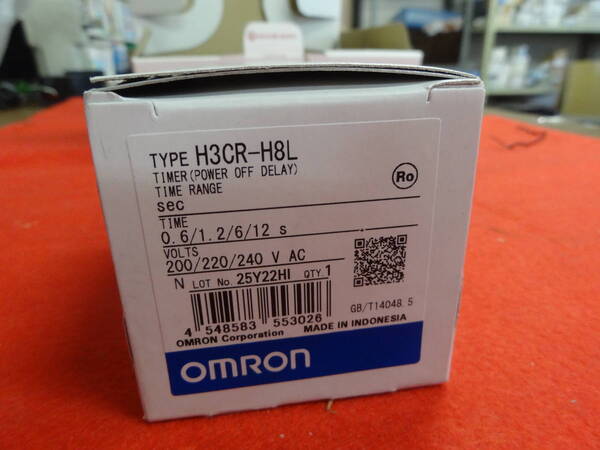 TYPE H3CR-H8L
TIMER(POWER OFF DELAY)
TIME RANGE
Ro
sec
TIME
0.6/1.2/6/12 s
VOLTS
200/220/240 V AC
N LOT No. 25Y22HI QTY.1
4 548583 553026
GB/T14048.5
OMRON Corporation MADE IN INDONESIA
OMRON